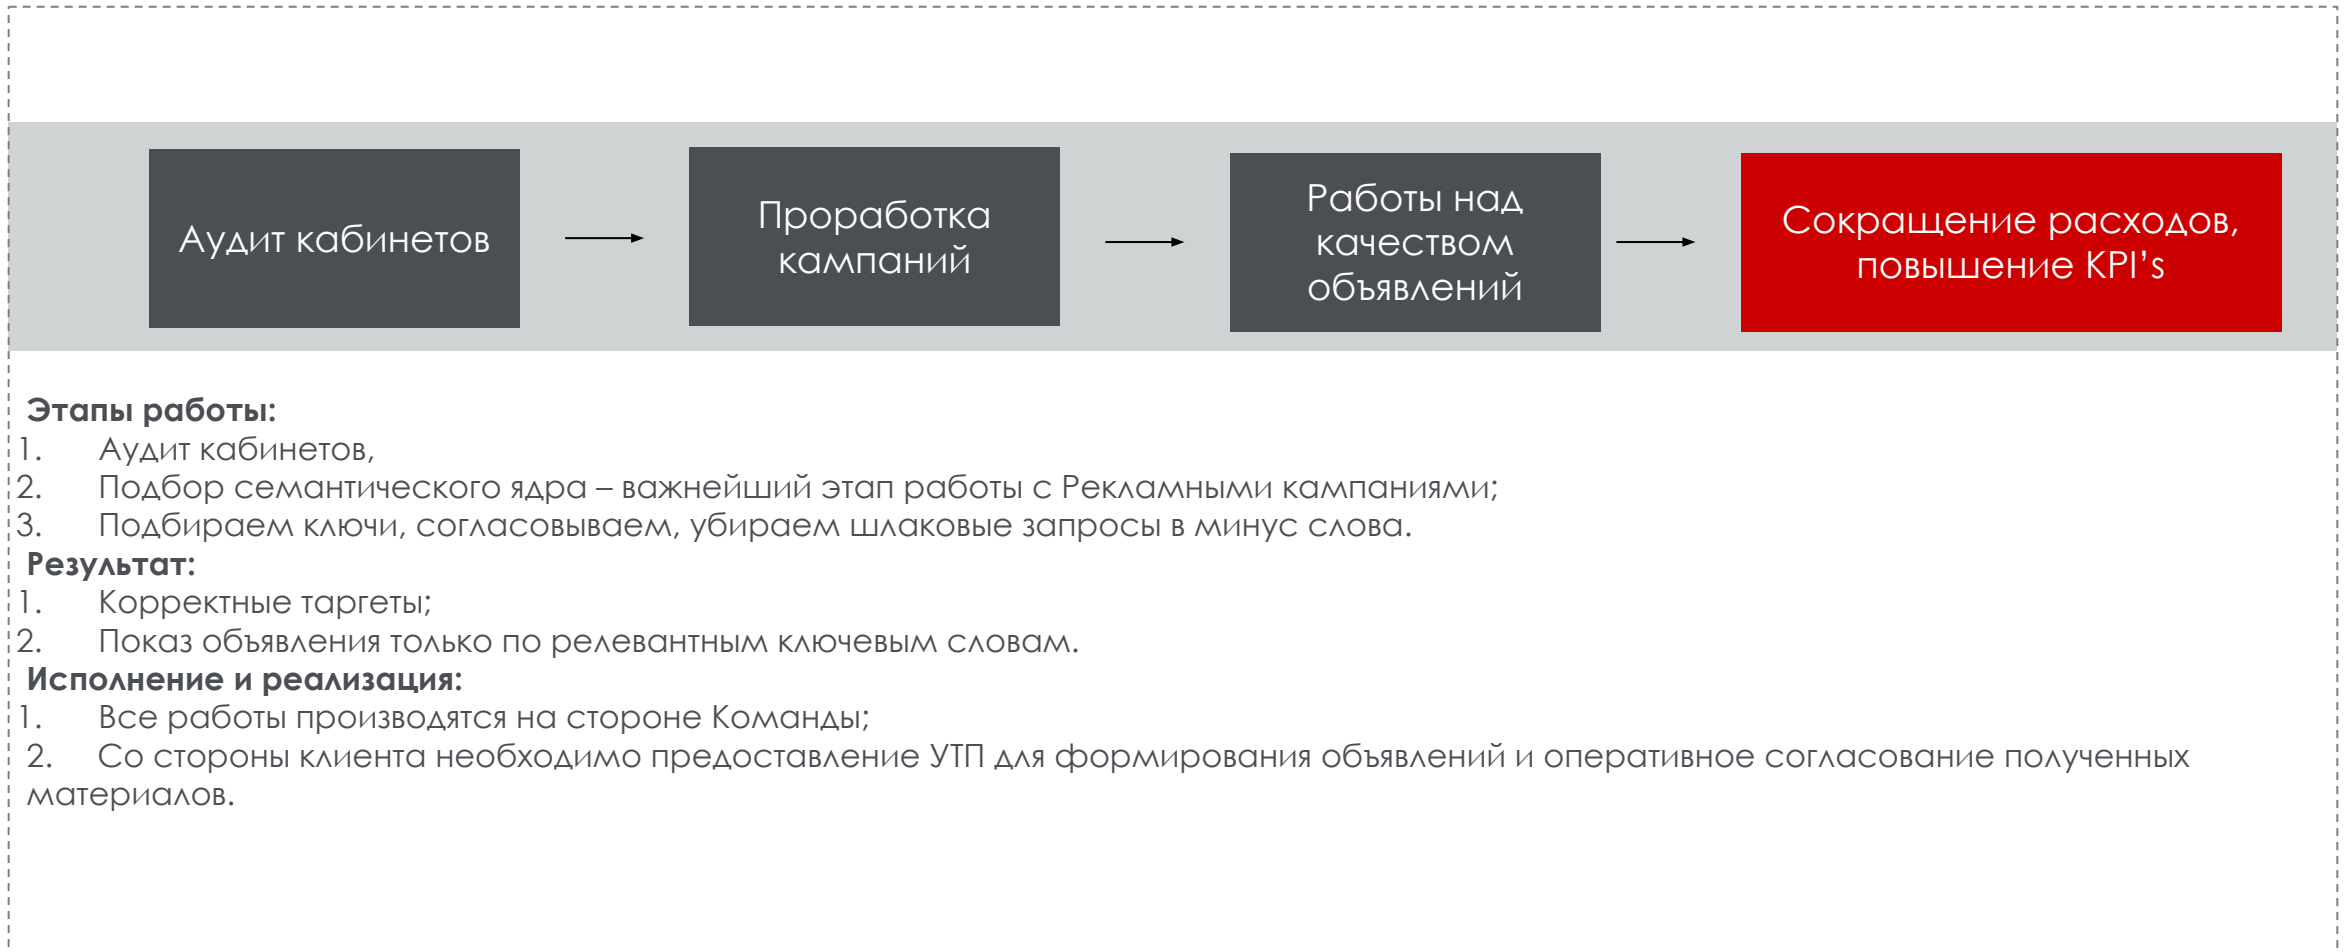 Аудит кабинетов
Проработка
кампаний
Работы над
качеством
объявлений
Сокращение расходов,
повышение KPI’s
Этапы работы:
1. Аудит кабинетов,
2. Подбор семантического ядра – важнейший этап работы с Рекламными кампаниями;
3. Подбираем ключи, согласовываем, убираем шлаковые запросы в минус слова.
Результат:
1. Корректные таргеты;
2. Показ объявления только по релевантным ключевым словам.
Исполнение и реализация:
1. Все работы производятся на стороне Команды;
2. Со стороны клиента необходимо предоставление УТП для формирования объявлений и оперативное согласование полученных
материалов.